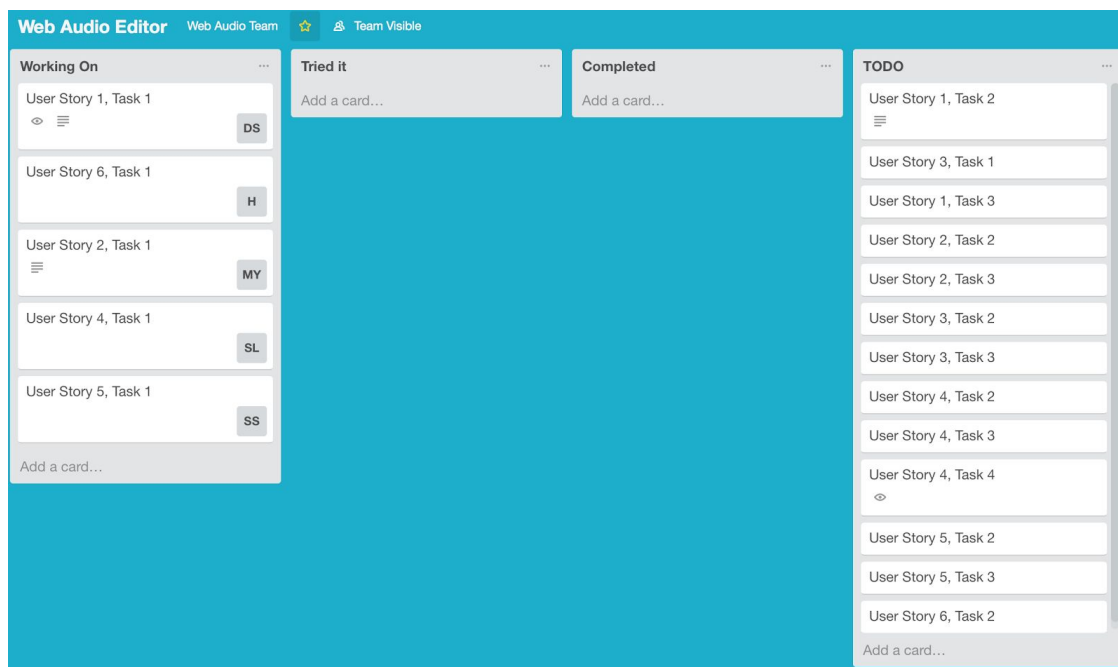 Web Audio Editor Web Audio Team Team Visible
Working On
User Story 1, Task 1
DS
User Story 6, Task 1
H
User Story 2, Task 1
MY
User Story 4, Task 1
SL
User Story 5, Task 1
SS
Add a card…
Tried it
Add a card…
Completed
Add a card…
TODO
User Story 1, Task 2
User Story 3, Task 1
User Story 1, Task 3
User Story 2, Task 2
User Story 2, Task 3
User Story 3, Task 2
User Story 3, Task 3
User Story 4, Task 2
User Story 4, Task 3
User Story 4, Task 4
User Story 5, Task 2
User Story 5, Task 3
User Story 6, Task 2
Add a card…